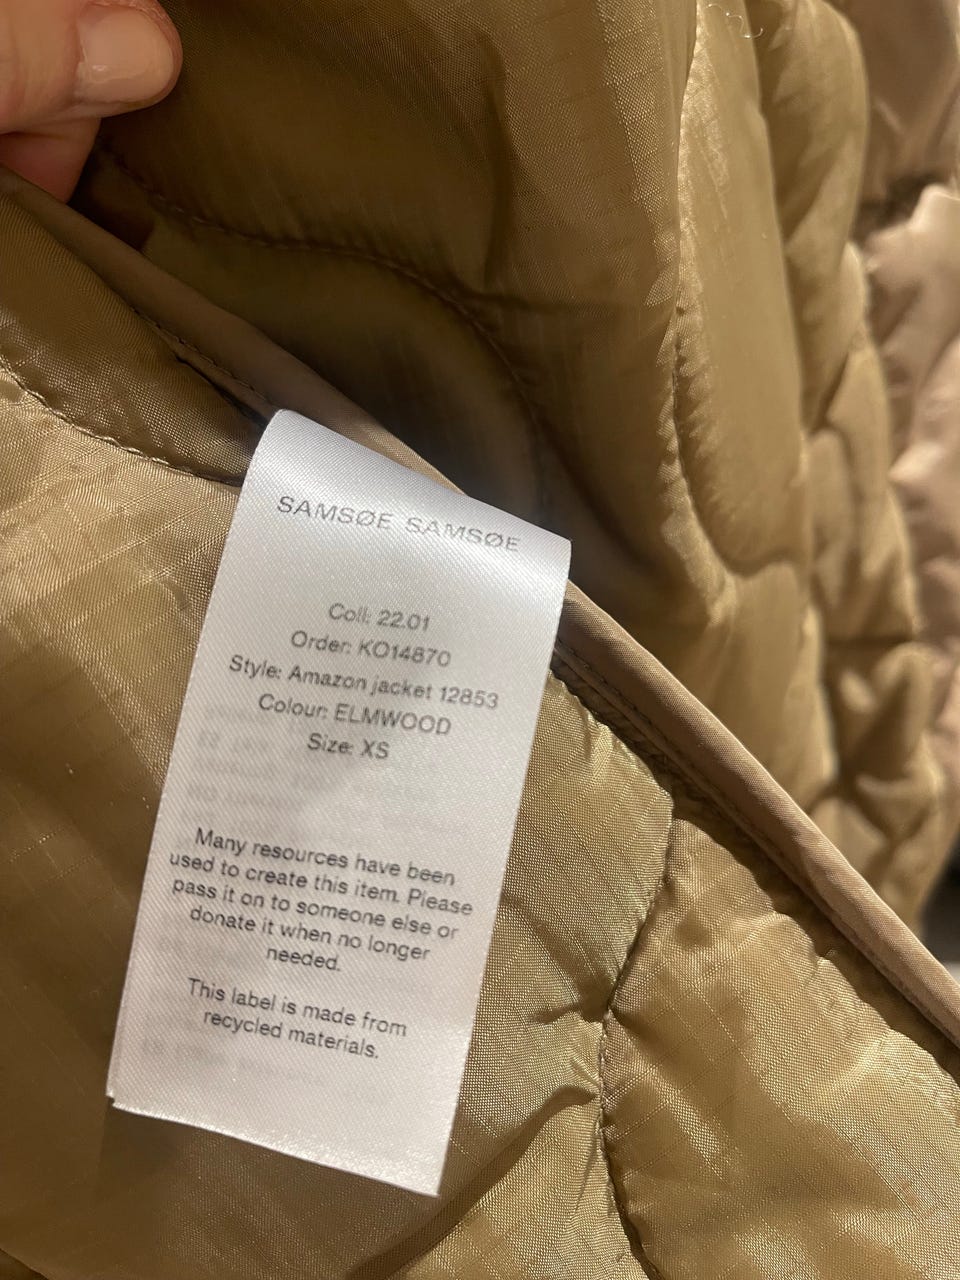 SAMSØE SAMSØE
Coll: 22.01
Order: KO14870
Style: Amazon jacket 12853
Colour: ELMWOOD
Size: XS
Many resources have been
used to create this item. Please
pass it on to someone else or
donate it when no longer
needed.
This label is made from
recycled materials.